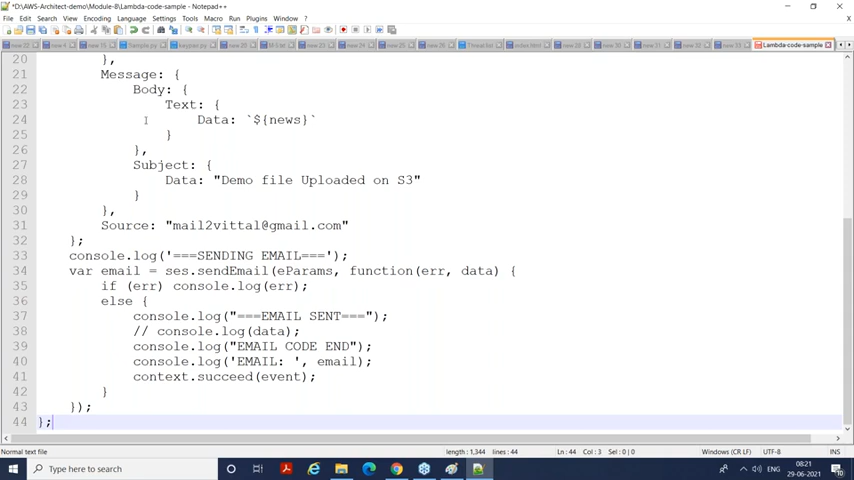 *D:\AWS-Architect-demo\Module-8\Lambda-code-sample - Notepad++
File Edit Search View Encoding Language Settings Tools Macro Run Plugins Window ?
Lambda-code-sample
20 },
21 Message: {
22 Body: {
23 Text: {
24 Data: `${news}`
25 }
26 },
27 Subject: {
28 Data: "Demo file Uploaded on S3"
29 }
30 },
31 Source: "mail2vittal@gmail.com"
32 };
33 console.log('===SENDING EMAIL===');
34 var email = ses.sendEmail(eParams, function(err, data) {
35 if (err) console.log(err);
36 else {
37 console.log("===EMAIL SENT===");
38 // console.log(data);
39 console.log("EMAIL CODE END");
40 console.log('EMAIL: ', email);
41 context.succeed(event);
42 }
43 });
44 };
Normal text file length : 1,344 lines : 44 Ln : 44 Col : 3 Sel : 0 | 0 Windows (CR LF) UTF-8 INS
Type here to search ENG 08:21
29-06-2021